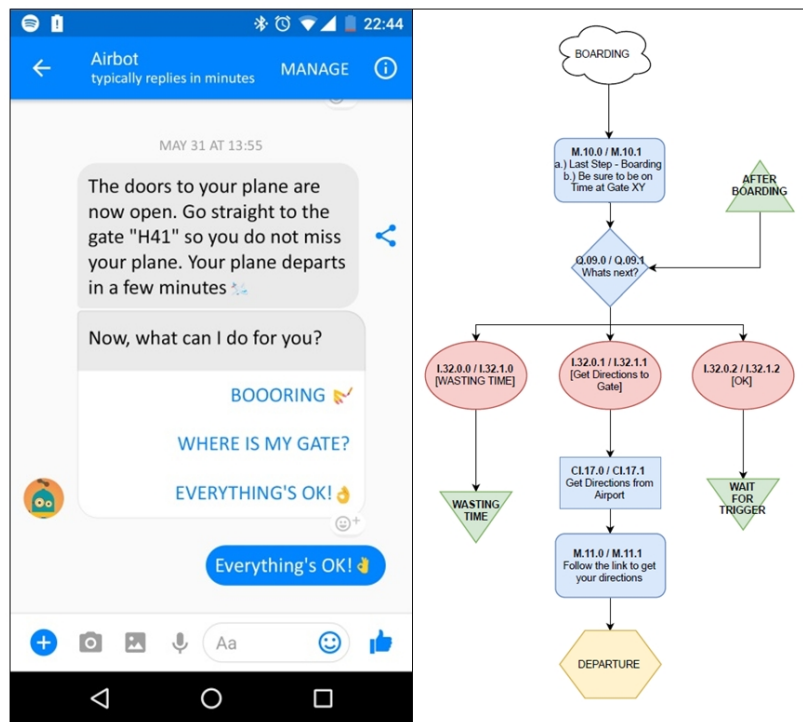 22:44
Airbot
typically replies in minutes
MANAGE
MAY 31 AT 13:55
The doors to your plane are
now open. Go straight to the
gate "H41" so you do not miss
your plane. Your plane departs
in a few minutes
Now, what can I do for you?
BOOORING
WHERE IS MY GATE?
EVERYTHING'S OK!
Everything's OK!
Aa
BOARDING
M.10.0 / M.10.1
a.) Last Step - Boarding
b.) Be sure to be on
Time at Gate XY
AFTER
BOARDING
Q.09.0 / Q.09.1
Whats next?
I.32.0.0 / I.32.1.0
[WASTING TIME]
I.32.0.1 / I.32.1.1
[Get Directions to
Gate]
I.32.0.2 / I.32.1.2
[OK]
WASTING
TIME
CI.17.0 / CI.17.1
Get Directions from
Airport
WAIT
FOR
TRIGGER
M.11.0 / M.11.1
Follow the link to get
your directions
DEPARTURE